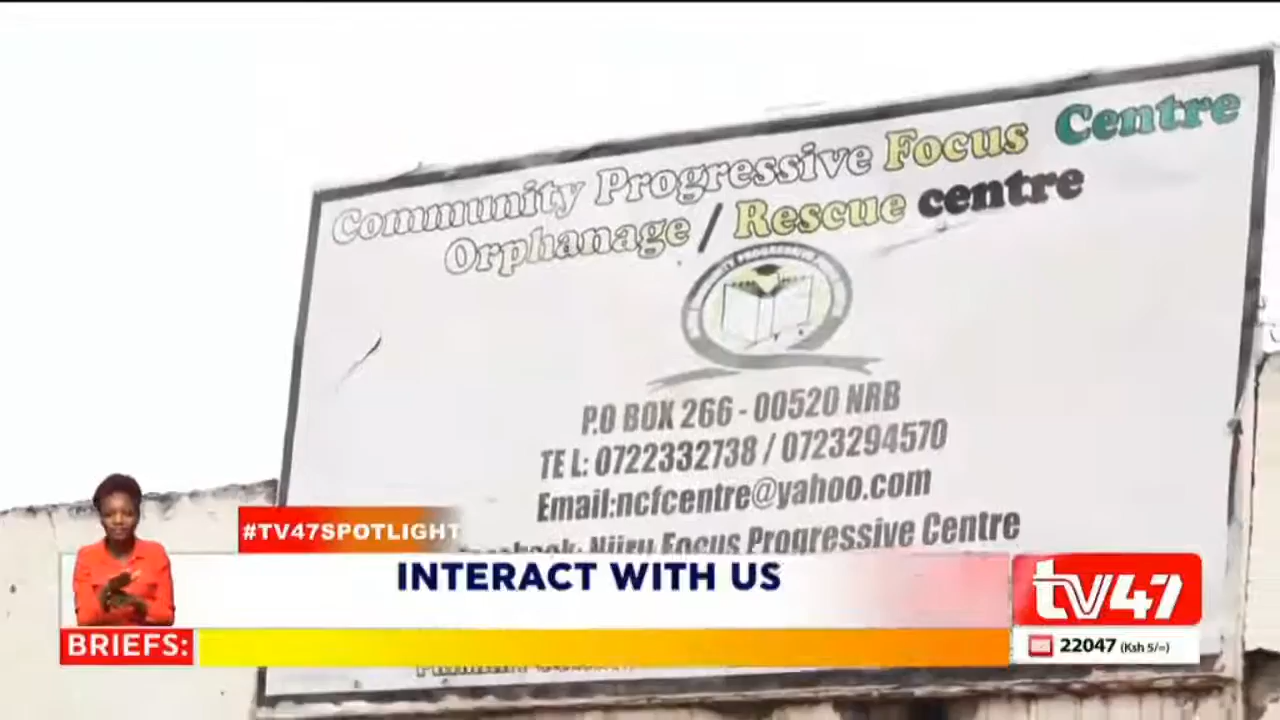 Community Progressive Focus Centre
Orphanage / Rescue centre
P.O BOX 266 - 00520 NRB
TE L: 0722332738 / 0723294570
Email:ncfcentre@yahoo.com
Njiru Focus Progressive Centre
#TV47SPOTLIGHT
INTERACT WITH US
tv47
BRIEFS:
22047 (Ksh 5/=)